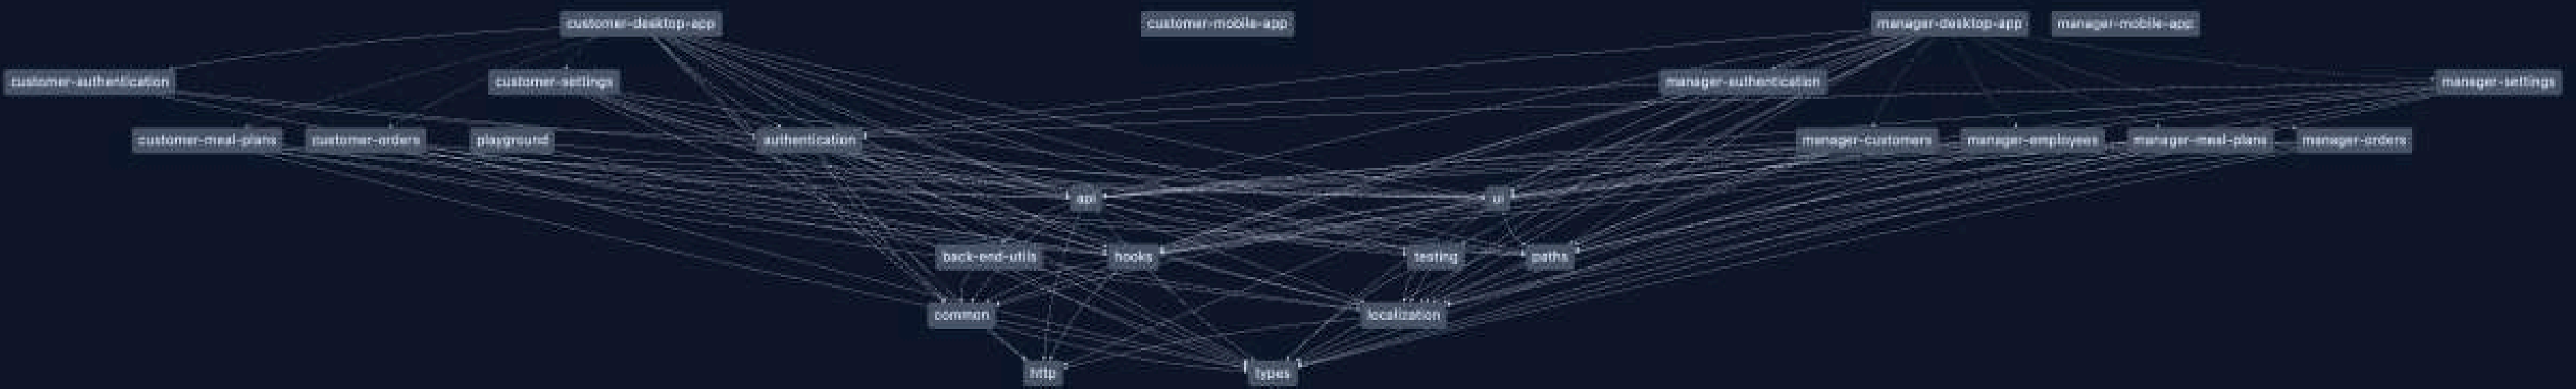 customer-desktop-app customer-mobile-app manager-desktop-app manager-mobile-app
customer-authentication customer-settings manager-authentication manager-settings
customer-meal-plans customer-orders playground authentication manager-customers manager-employees manager-meal-plans manager-orders
api ui
back-end-utils hooks testing paths
common localization
http types